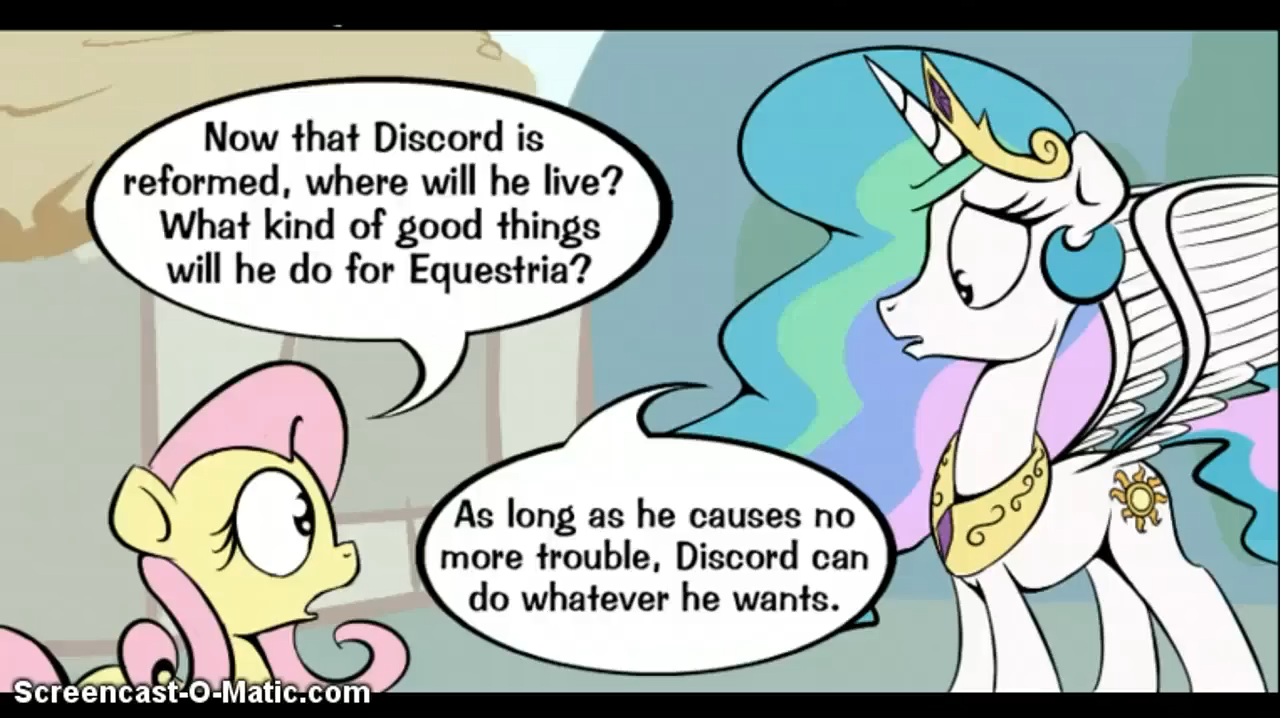 Now that Discord is
reformed, where will he live?
What kind of good things
will he do for Equestria?
As long as he causes no
more trouble, Discord can
do whatever he wants.
Screencast-O-Matic.com